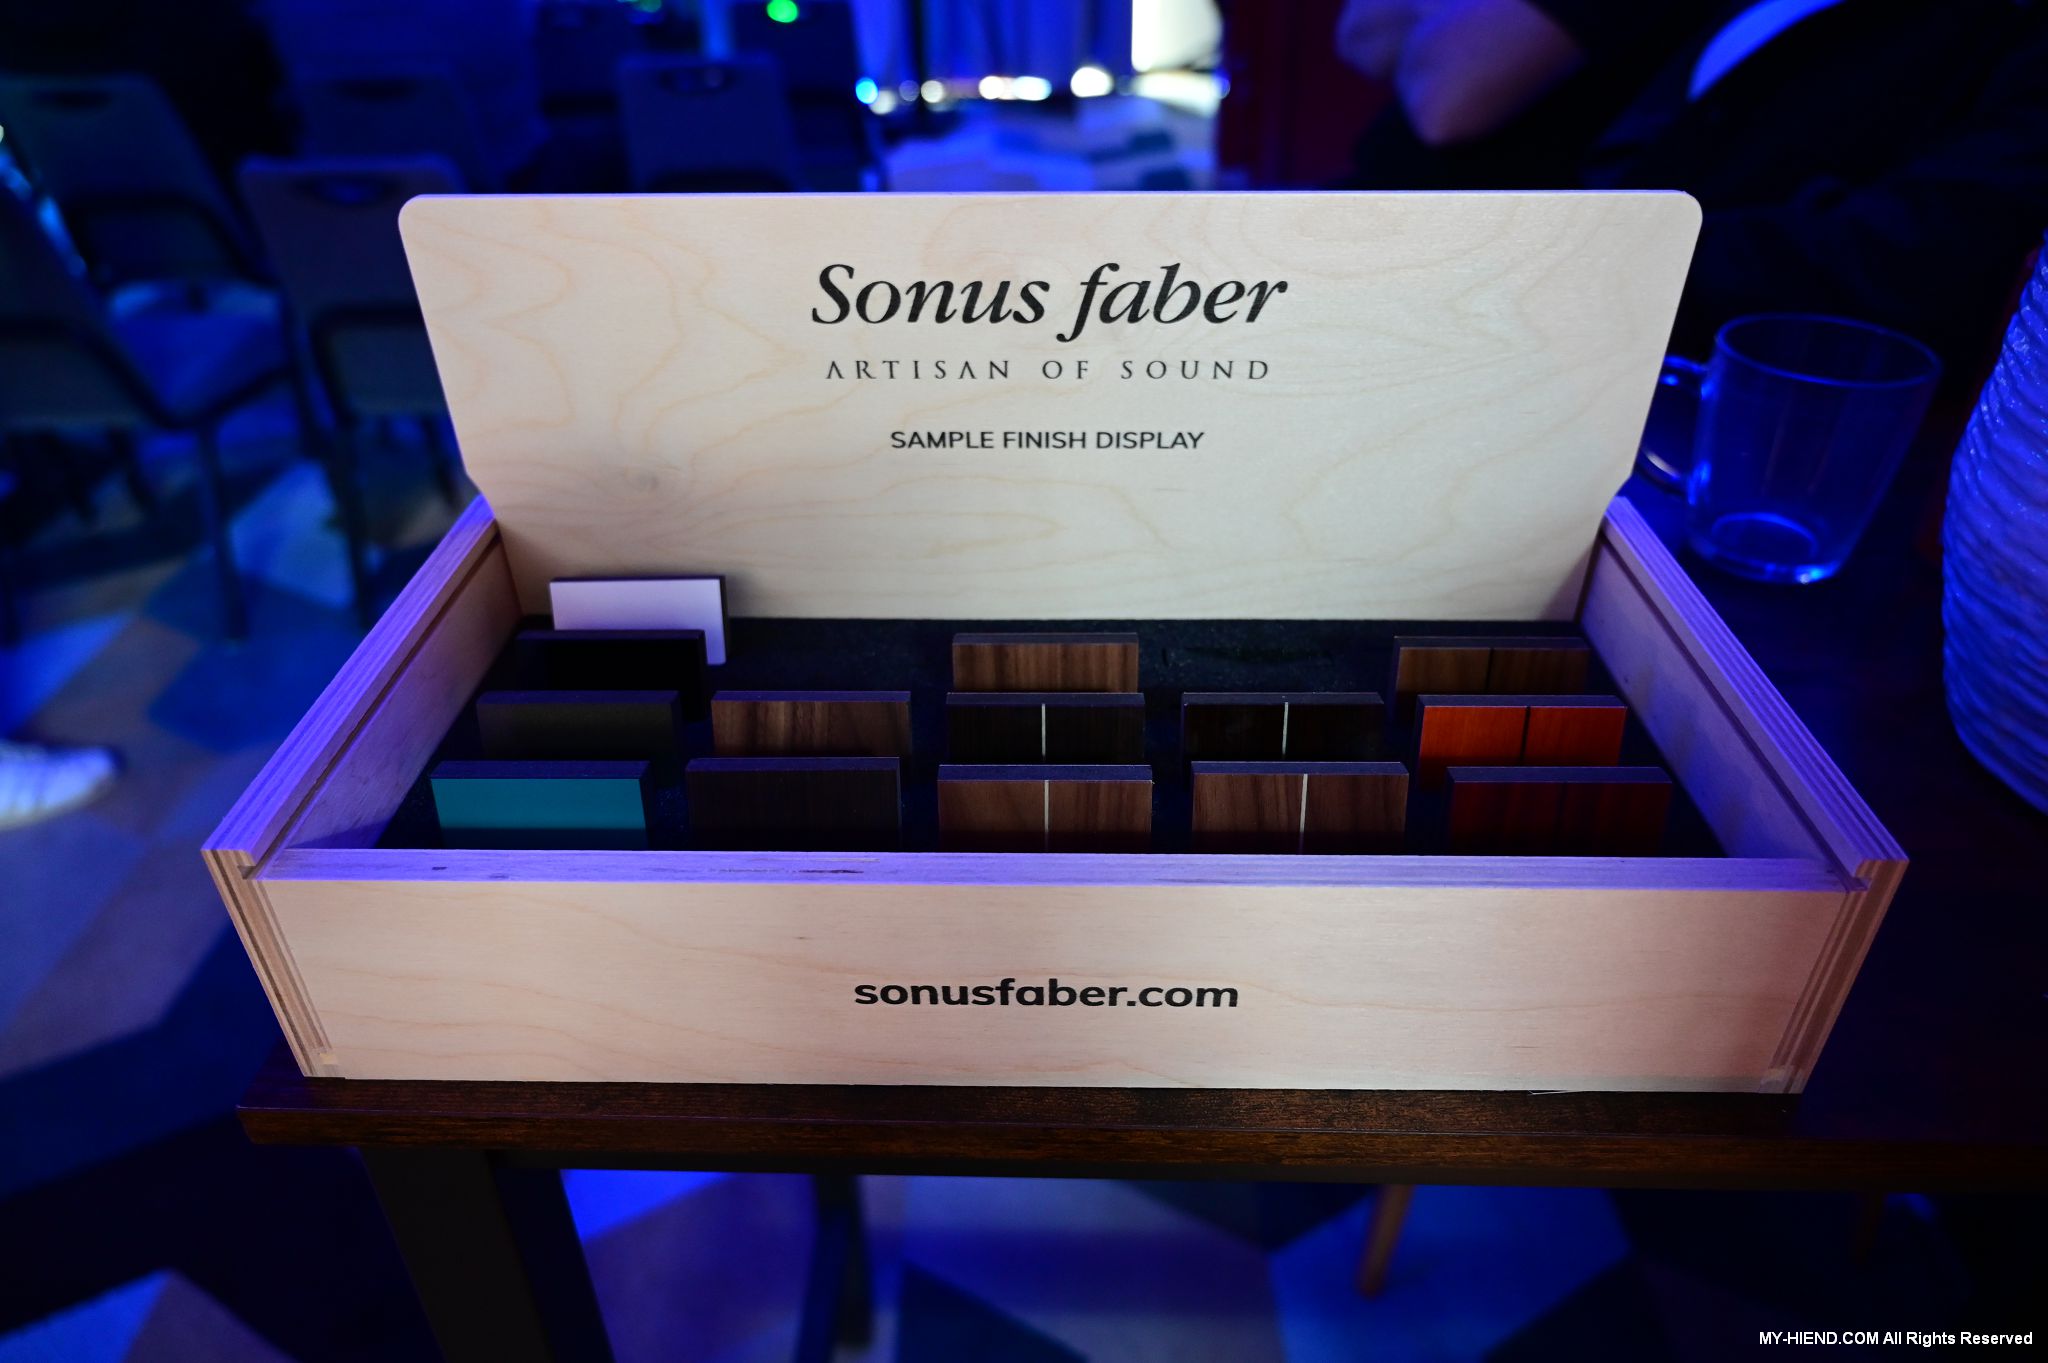 Sonus faber
ARTISAN OF SOUND
SAMPLE FINISH DISPLAY
sonusfaber.com
MY-HIEND.COM All Rights Reserved